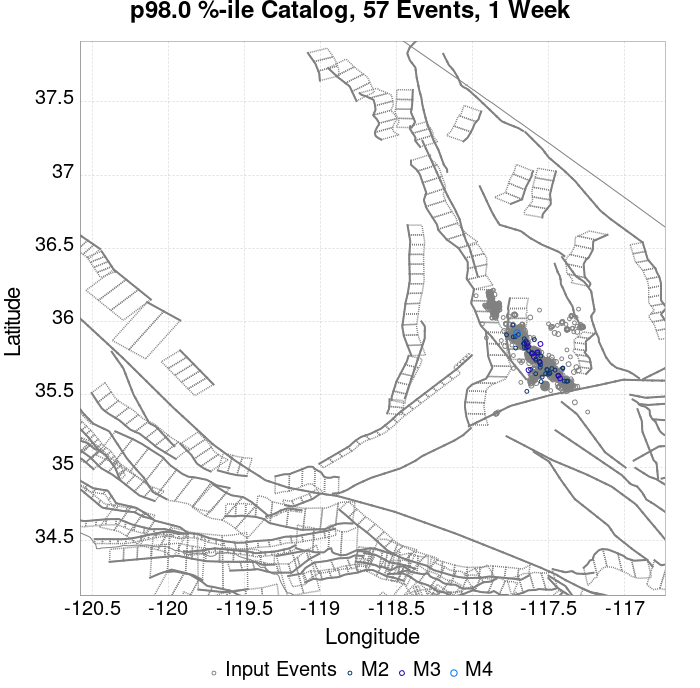 p98.0 %-ile Catalog, 57 Events, 1 Week
37.5
37
36.5
36
35.5
35
34.5
Latitude
-120.5 -120 -119.5 -119 -118.5 -118 -117.5 -117
Longitude
Input Events M2 M3 M4